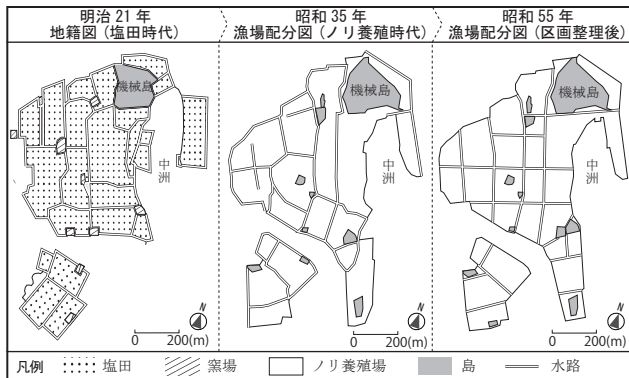 明治 21 年
地籍図（塩田時代）
機械島
中洲
N
0 200(m)
昭和 35 年
漁場配分図（ノリ養殖時代）
機械島
中洲
N
0 200(m)
昭和 55 年
漁場配分図（区画整理後）
機械島
中洲
N
0 200(m)
凡例 塩田 窯場 ノリ養殖場 島 水路